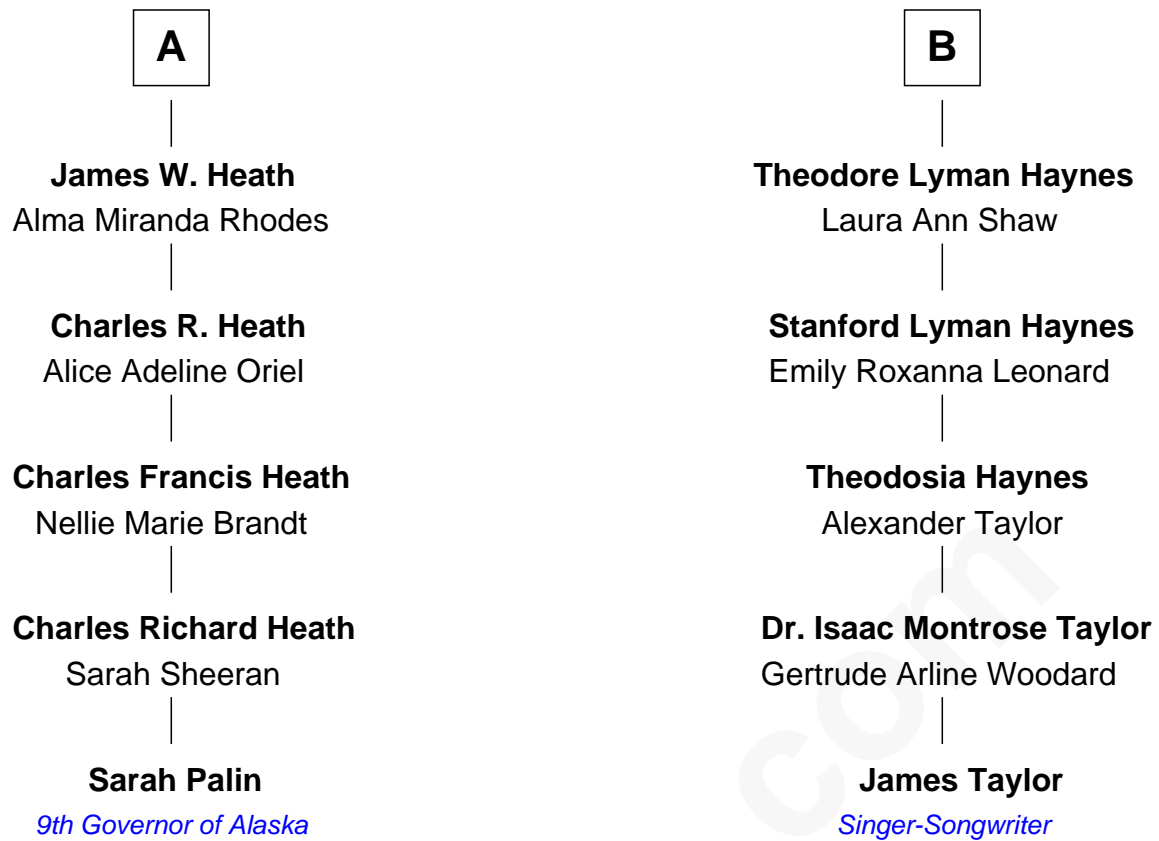 A
James W. Heath
Alma Miranda Rhodes
Charles R. Heath
Alice Adeline Oriel
Charles Francis Heath
Nellie Marie Brandt
Charles Richard Heath
Sarah Sheeran
Sarah Palin
9th Governor of Alaska
B
Theodore Lyman Haynes
Laura Ann Shaw
Stanford Lyman Haynes
Emily Roxanna Leonard
Theodosia Haynes
Alexander Taylor
Dr. Isaac Montrose Taylor
Gertrude Arline Woodard
James Taylor
Singer-Songwriter
com